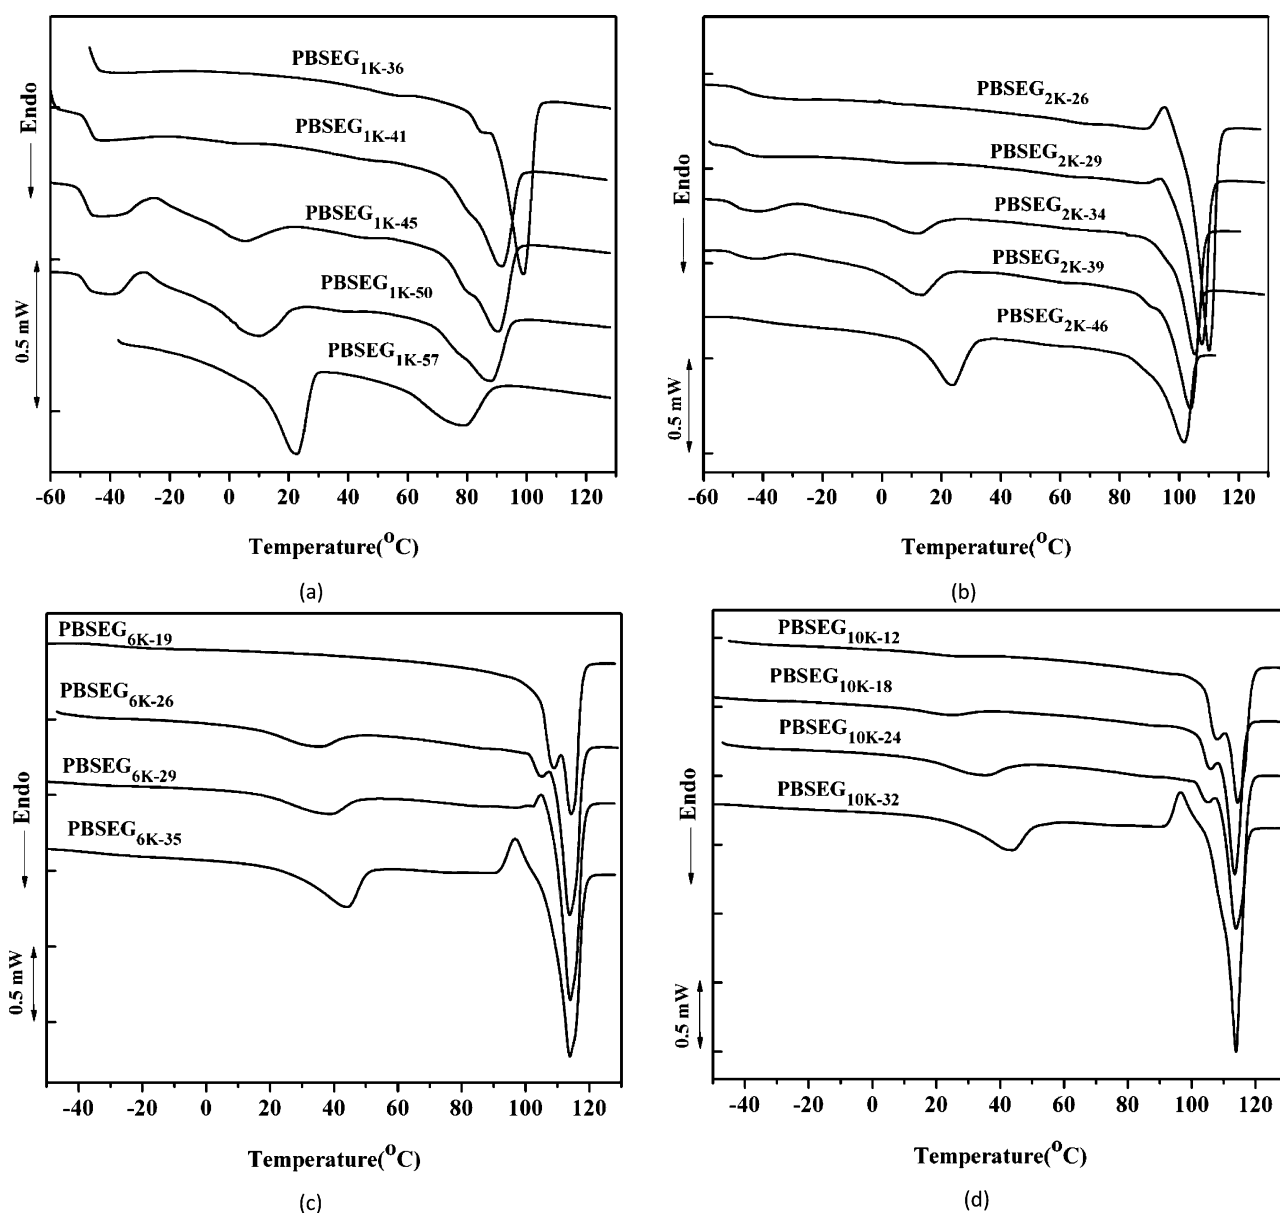 PBSEG1K-36
PBSEG1K-41
PBSEG1K-45
PBSEG1K-50
PBSEG1K-57
Endo
0.5 mW
-60 -40 -20 0 20 40 60 80 100 120
Temperature(OC)
(a)
PBSEG2K-26
PBSEG2K-29
PBSEG2K-34
PBSEG2K-39
PBSEG2K-46
Endo
0.5 mW
-60 -40 -20 0 20 40 60 80 100 120
Temperature(OC)
(b)
PBSEG6K-19
PBSEG6K-26
PBSEG6K-29
PBSEG6K-35
Endo
0.5 mW
-40 -20 0 20 40 60 80 100 120
Temperature(OC)
(c)
PBSEG10K-12
PBSEG10K-18
PBSEG10K-24
PBSEG10K-32
Endo
0.5 mW
-40 -20 0 20 40 60 80 100 120
Temperature(OC)
(d)